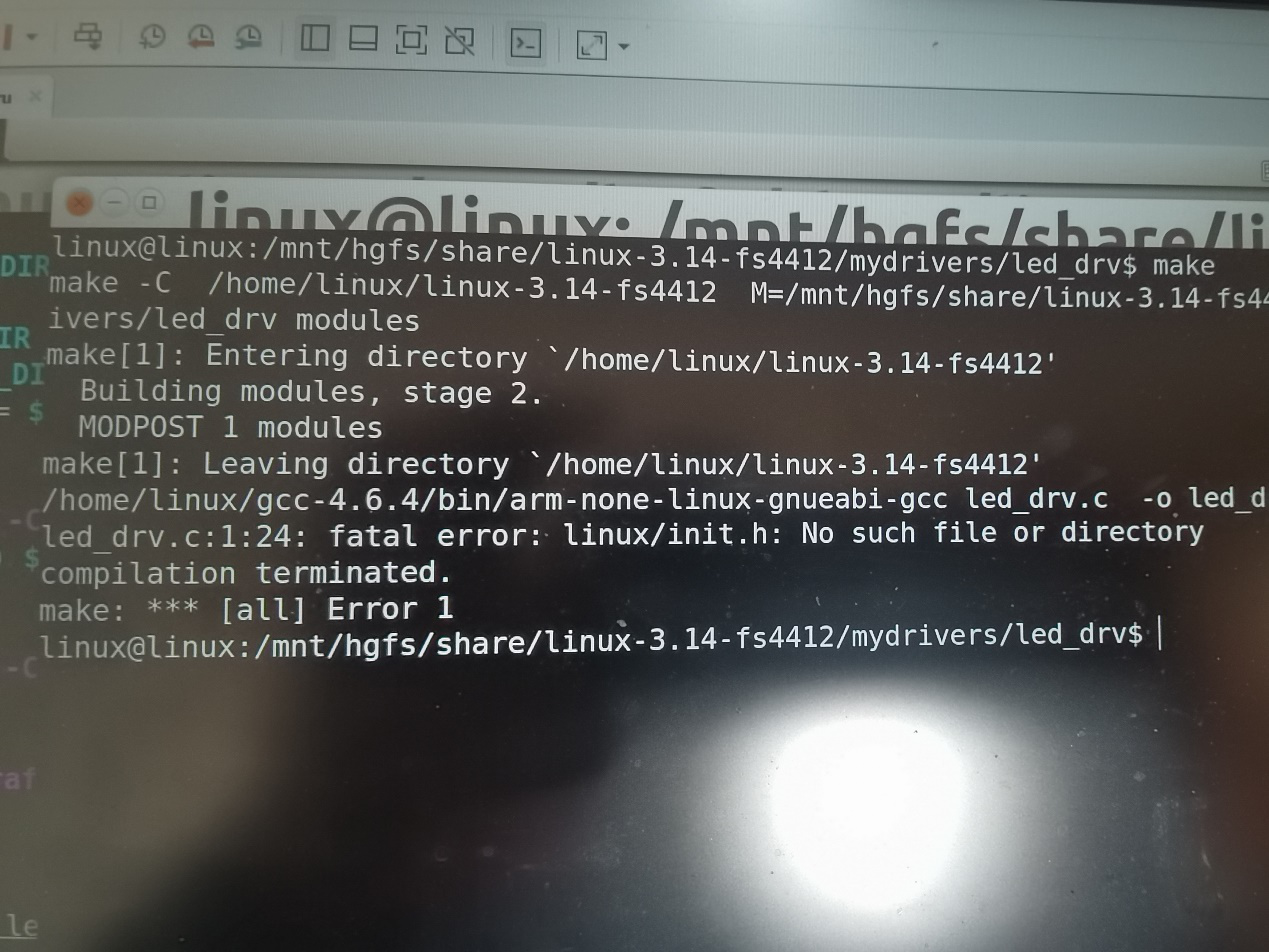 linux@linux: /mnt/hgfs/share/li
linux@linux:/mnt/hgfs/share/linux-3.14-fs4412/mydrivers/led_drv$ make
make -C  /home/linux/linux-3.14-fs4412  M=/mnt/hgfs/share/linux-3.14-fs44
ivers/led_drv modules
make[1]: Entering directory `/home/linux/linux-3.14-fs4412'
  Building modules, stage 2.
  MODPOST 1 modules
make[1]: Leaving directory `/home/linux/linux-3.14-fs4412'
/home/linux/gcc-4.6.4/bin/arm-none-linux-gnueabi-gcc led_drv.c  -o led_d
led_drv.c:1:24: fatal error: linux/init.h: No such file or directory
compilation terminated.
make: *** [all] Error 1
linux@linux:/mnt/hgfs/share/linux-3.14-fs4412/mydrivers/led_drv$
DIR
IR
_DI
= $
-C
$
-C
af
le